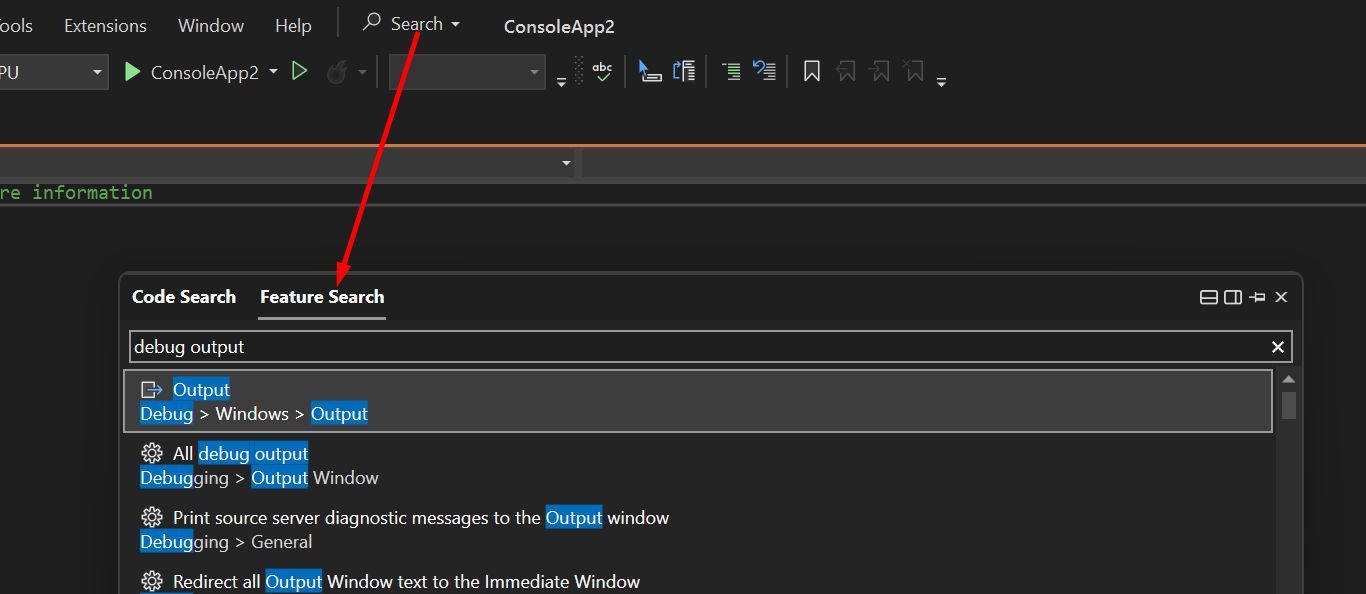 ools Extensions Window Help Search ConsoleApp2
PU ConsoleApp2 abc
re information
Code Search Feature Search
debug output
Output
Debug > Windows > Output
All debug output
Debugging > Output Window
Print source server diagnostic messages to the Output window
Debugging > General
Redirect all Output Window text to the Immediate Window